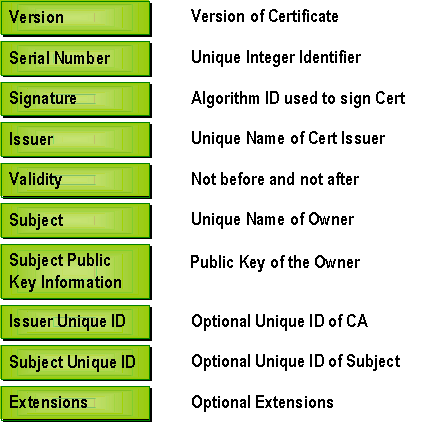 Version Version of Certificate
Serial Number Unique Integer Identifier
Signature Algorithm ID used to sign Cert
Issuer Unique Name of Cert Issuer
Validity Not before and not after
Subject Unique Name of Owner
Subject Public
Key Information Public Key of the Owner
Issuer Unique ID Optional Unique ID of CA
Subject Unique ID Optional Unique ID of Subject
Extensions Optional Extensions